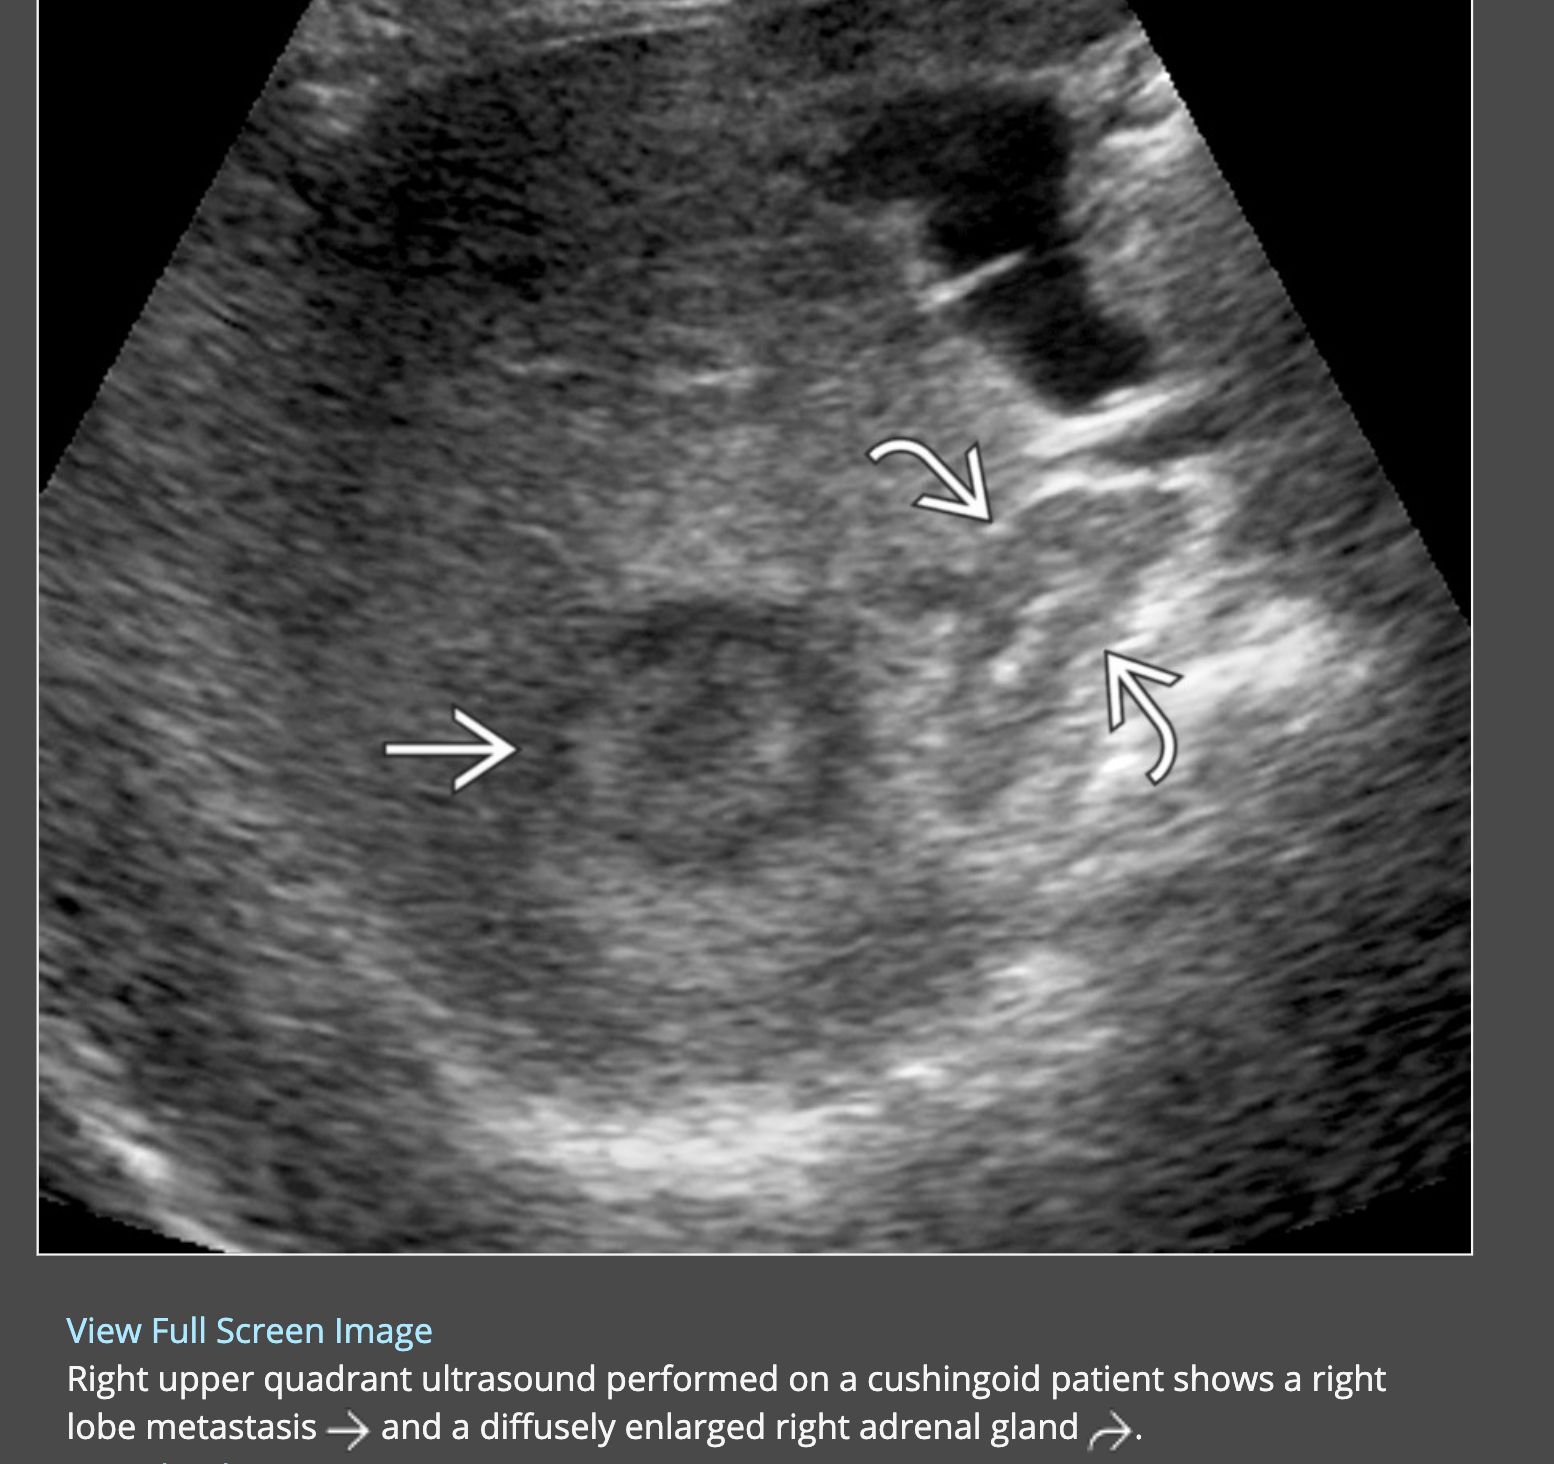 View Full Screen Image
Right upper quadrant ultrasound performed on a cushingoid patient shows a right
lobe metastasis → and a diffusely enlarged right adrenal gland ↷.